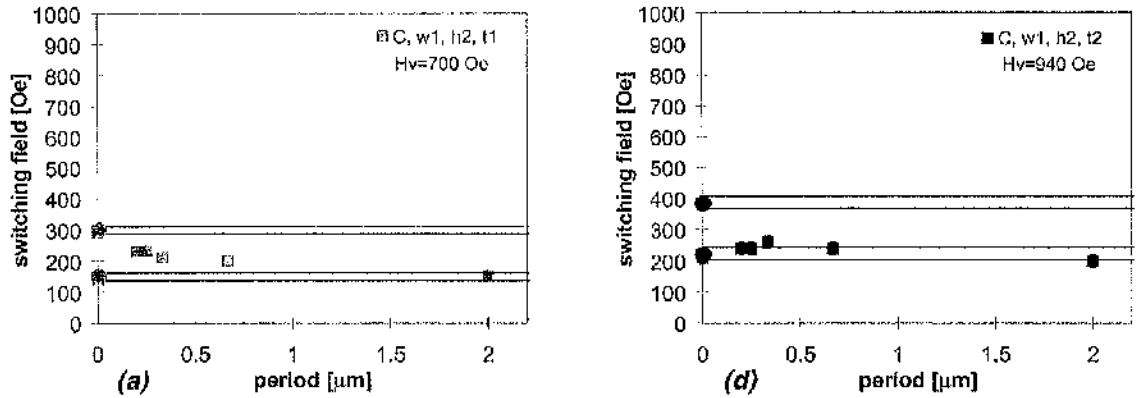 1000
900
800
700
600
500
400
300
200
100
0
switching field [Oe]
C, w1, h2, t1
Hv=700 Oe
0 0.5 1 1.5 2
(a) period [μm]
1000
900
800
700
600
500
400
300
200
100
0
switching field [Oe]
C, w1, h2, t2
Hv=940 Oe
0 0.5 1 1.5 2
(d) period [μm]